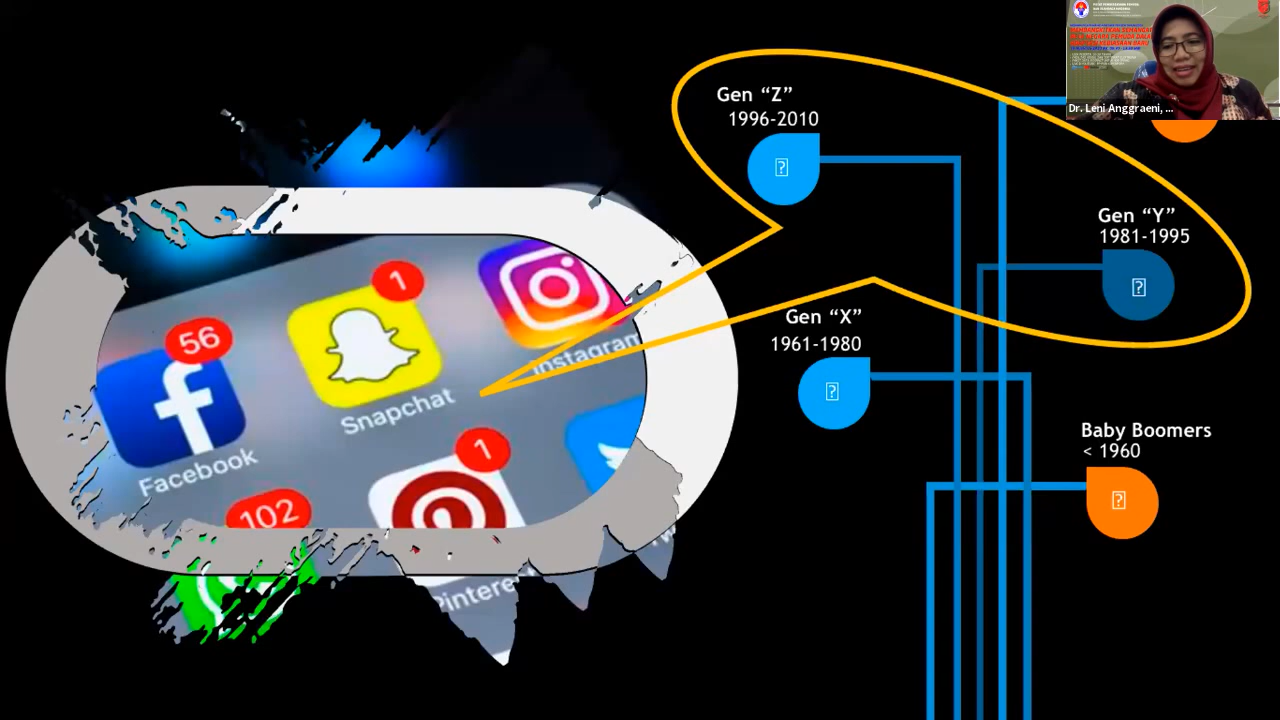 Gen “Z”
1996-2010
Gen “Y”
1981-1995
Gen “X”
1961-1980
Baby Boomers
< 1960
1
56
Instagram
Snapchat
Facebook
1
102
Pintere
Dr. Leni Anggraeni, ...